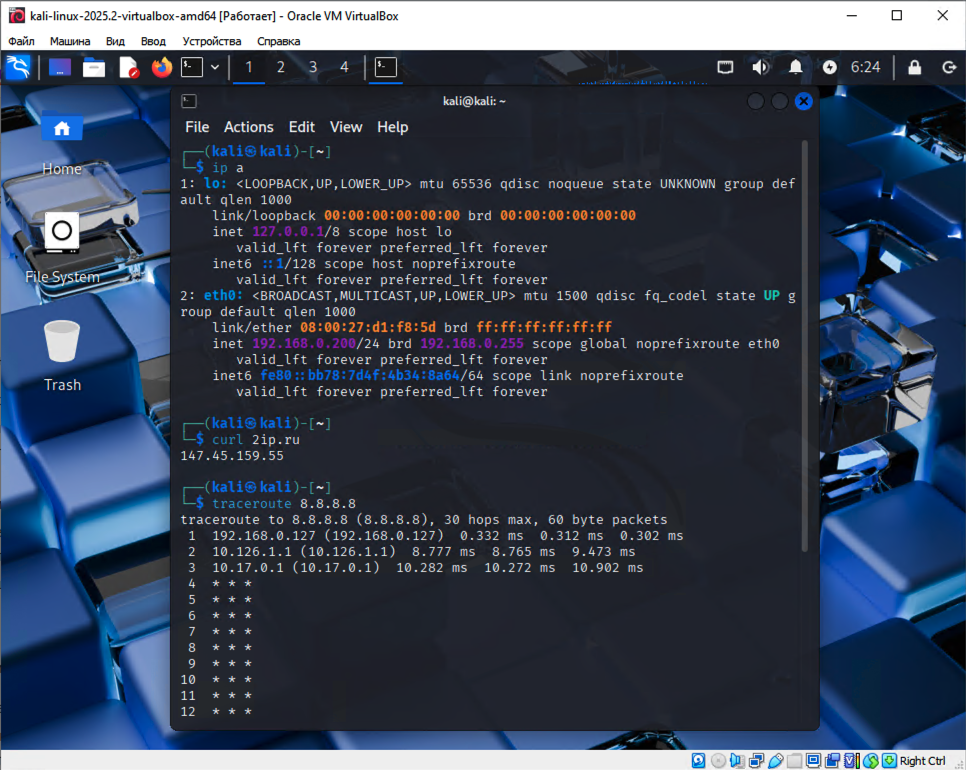 kali-linux-2025.2-virtualbox-amd64 [Работает] - Oracle VM VirtualBox
Файл Машина Вид Ввод Устройства Справка
1 2 3 4 6:24
kali@kali: ~
File Actions Edit View Help
Home
File System
Trash
┌──(kali㉿kali)-[~]
└─$ ip a
1: lo: <LOOPBACK,UP,LOWER_UP> mtu 65536 qdisc noqueue state UNKNOWN group def
ault qlen 1000
    link/loopback 00:00:00:00:00:00 brd 00:00:00:00:00:00
    inet 127.0.0.1/8 scope host lo
       valid_lft forever preferred_lft forever
    inet6 ::1/128 scope host noprefixroute
       valid_lft forever preferred_lft forever
2: eth0: <BROADCAST,MULTICAST,UP,LOWER_UP> mtu 1500 qdisc fq_codel state UP g
roup default qlen 1000
    link/ether 08:00:27:d1:f8:5d brd ff:ff:ff:ff:ff:ff
    inet 192.168.0.200/24 brd 192.168.0.255 scope global noprefixroute eth0
       valid_lft forever preferred_lft forever
    inet6 fe80::bb78:7d4f:4b34:8a64/64 scope link noprefixroute
       valid_lft forever preferred_lft forever
┌──(kali㉿kali)-[~]
└─$ curl 2ip.ru
147.45.159.55
┌──(kali㉿kali)-[~]
└─$ traceroute 8.8.8.8
traceroute to 8.8.8.8 (8.8.8.8), 30 hops max, 60 byte packets
 1  192.168.0.127 (192.168.0.127)  0.332 ms  0.312 ms  0.302 ms
 2  10.126.1.1 (10.126.1.1)  8.777 ms  8.765 ms  9.473 ms
 3  10.17.0.1 (10.17.0.1)  10.282 ms  10.272 ms  10.902 ms
 4  * * *
 5  * * *
 6  * * *
 7  * * *
 8  * * *
 9  * * *
10  * * *
11  * * *
12  * * *
Right Ctrl